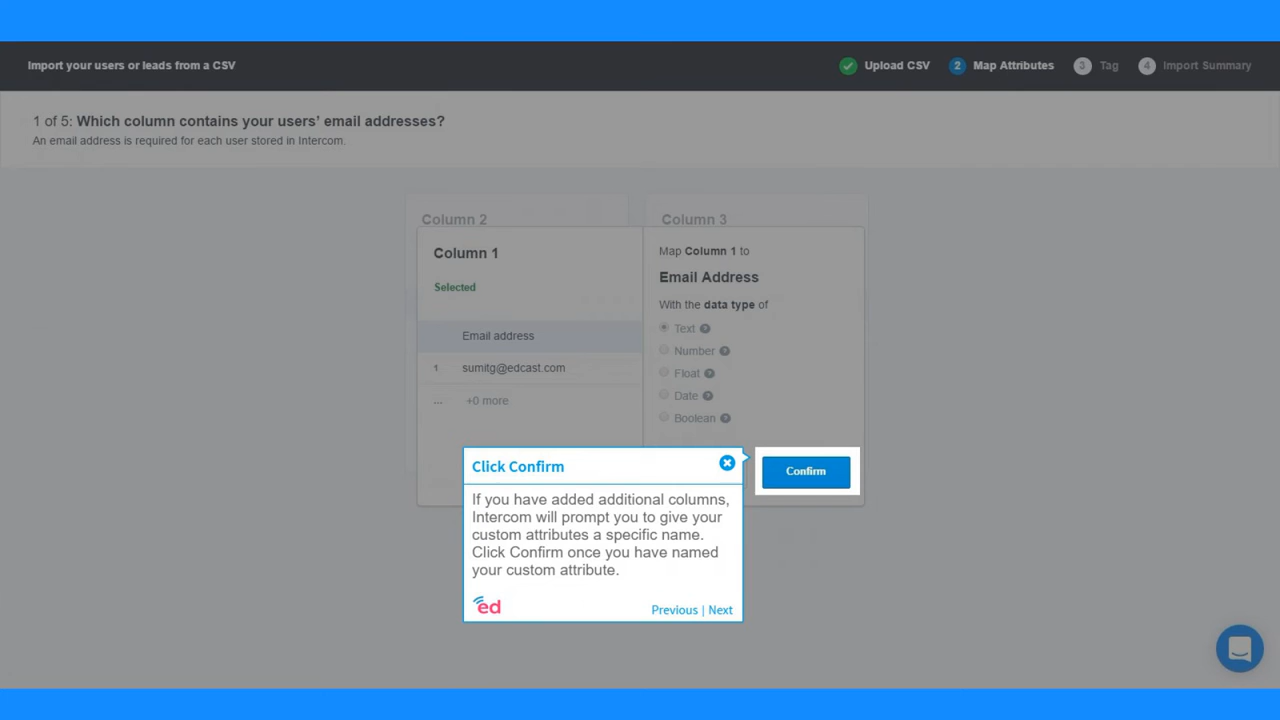 Import your users or leads from a CSV
Upload CSV
2 Map Attributes
3 Tag
4 Import Summary
1 of 5: Which column contains your users’ email addresses?
An email address is required for each user stored in Intercom.
Column 2
Column 3
Column 1
Selected
Email address
1 sumitg@edcast.com
... +0 more
Map Column 1 to
Email Address
With the data type of
Text ?
Number ?
Float ?
Date ?
Boolean ?
Confirm
Click Confirm
If you have added additional columns,
Intercom will prompt you to give your
custom attributes a specific name.
Click Confirm once you have named
your custom attribute.
ed
Previous | Next